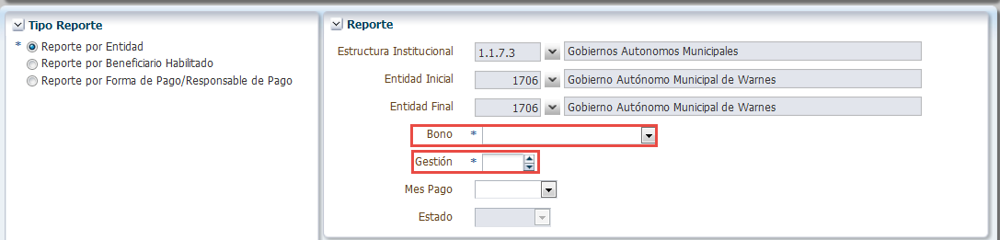 Tipo Reporte
* Reporte por Entidad
Reporte por Beneficiario Habilitado
Reporte por Forma de Pago/Responsable de Pago
Reporte
Estructura Institucional 1.1.7.3 Gobiernos Autonomos Municipales
Entidad Inicial 1706 Gobierno Autónomo Municipal de Warnes
Entidad Final 1706 Gobierno Autónomo Municipal de Warnes
Bono *
Gestión *
Mes Pago
Estado